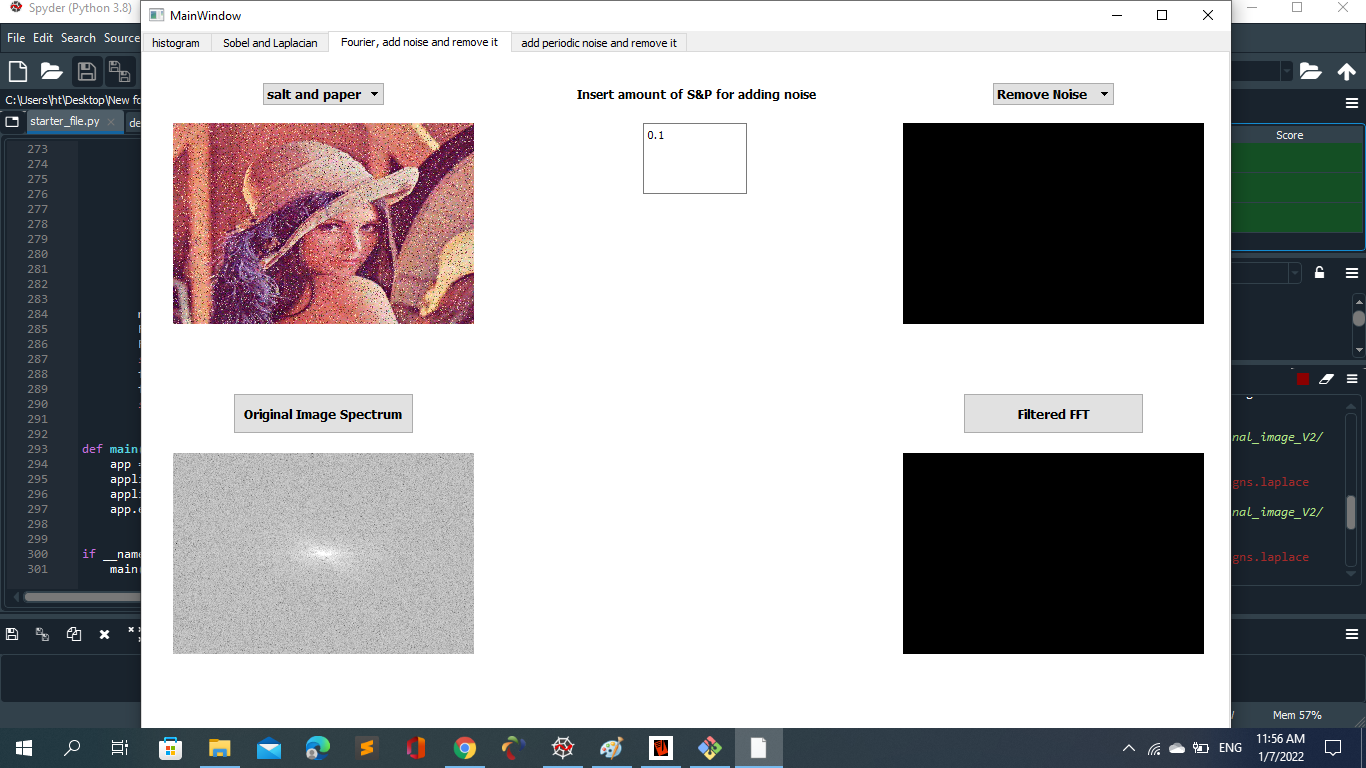 Spyder (Python 3.8)
MainWindow
File Edit Search Source
histogram
Sobel and Laplacian
Fourier, add noise and remove it
add periodic noise and remove it
C:\Users\ht\Desktop\New fo
starter_file.py
de
salt and paper
Insert amount of S&P for adding noise
Remove Noise
0.1
Score
273
274
275
276
277
278
279
280
281
282
283
284
285
286
287
288
289
290
291
292
293 def main
294 app =
295 appli
296 appli
297 app.e
298
299
300 if __name
301 main
Original Image Spectrum
Filtered FFT
nal_image_V2/
gns.laplace
nal_image_V2/
gns.laplace
Mem 57%
ENG
11:56 AM
1/7/2022